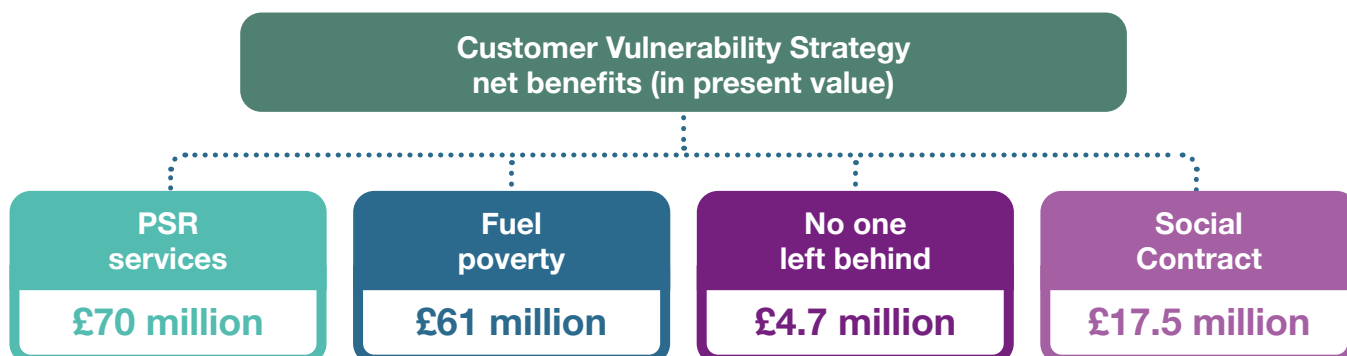 Customer Vulnerability Strategy
net benefits (in present value)
PSR
services
£70 million
Fuel
poverty
£61 million
No one
left behind
£4.7 million
Social
Contract
£17.5 million